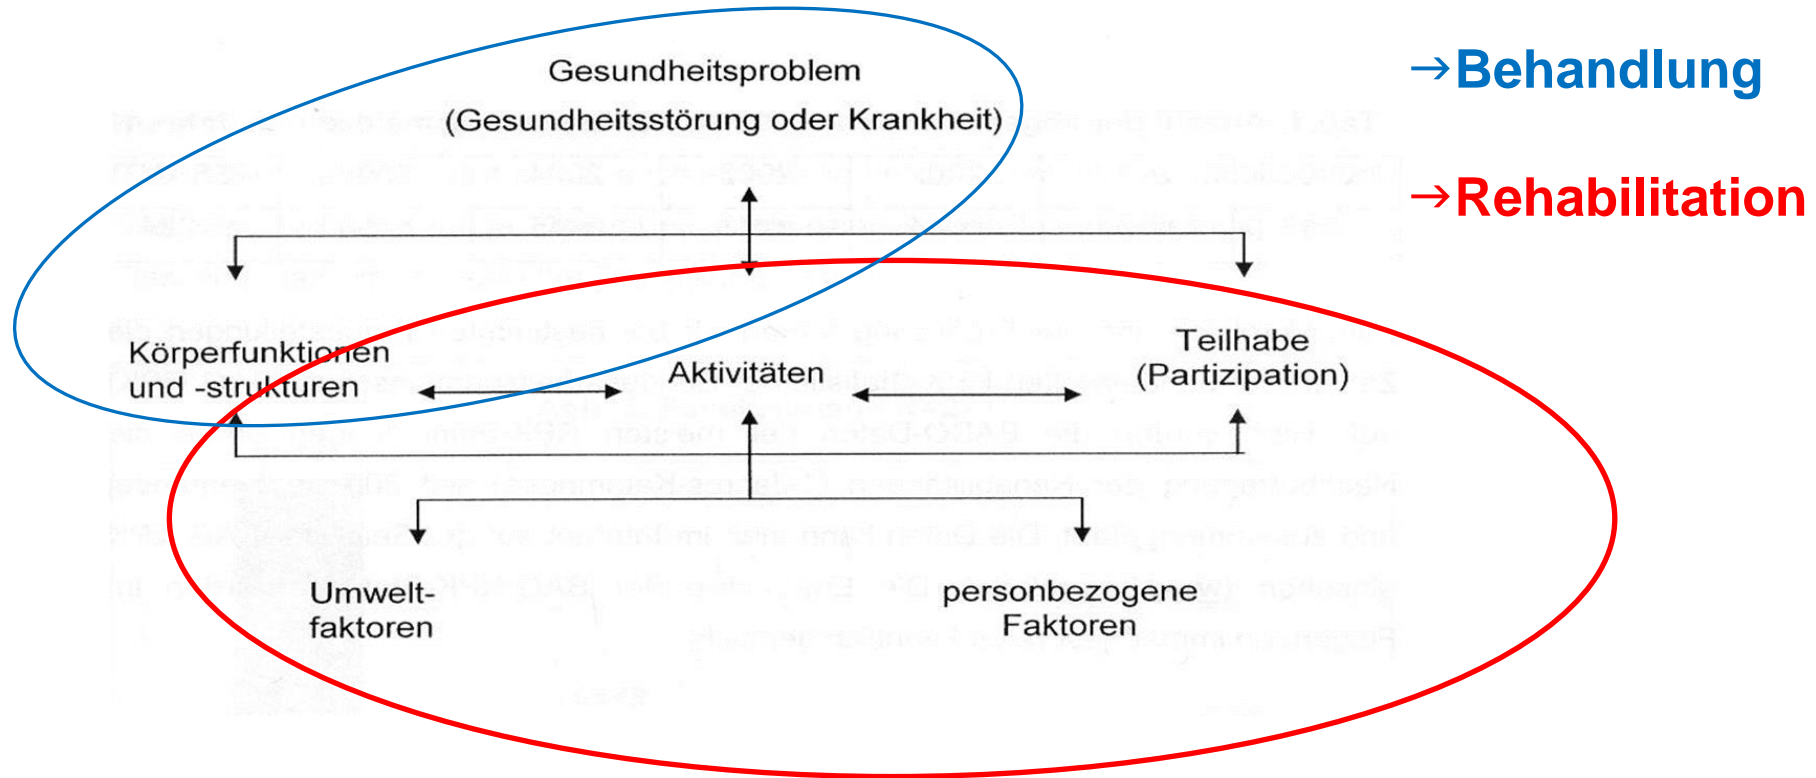 Gesundheitsproblem
(Gesundheitsstörung oder Krankheit)
→Behandlung
→Rehabilitation
Körperfunktionen
und -strukturen
Aktivitäten
Teilhabe
(Partizipation)
Umwelt-
faktoren
personbezogene
Faktoren